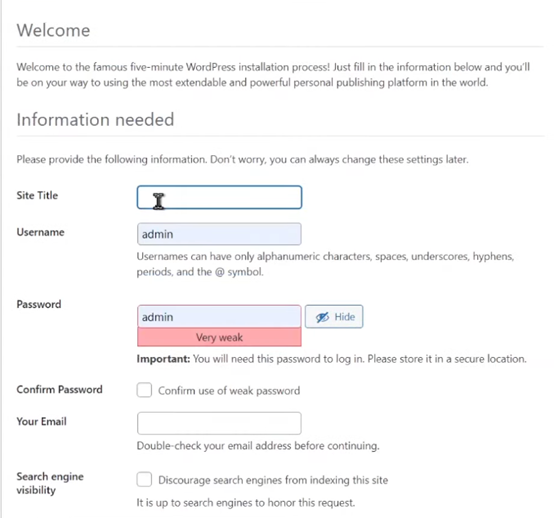 Welcome
Welcome to the famous five-minute WordPress installation process! Just fill in the information below and you'll
be on your way to using the most extendable and powerful personal publishing platform in the world.
Information needed
Please provide the following information. Don't worry, you can always change these settings later.
Site Title
Username
admin
Usernames can have only alphanumeric characters, spaces, underscores, hyphens,
periods, and the @ symbol.
Password
admin
Hide
Very weak
Important: You will need this password to log in. Please store it in a secure location.
Confirm Password
Confirm use of weak password
Your Email
Double-check your email address before continuing.
Search engine
visibility
Discourage search engines from indexing this site
It is up to search engines to honor this request.